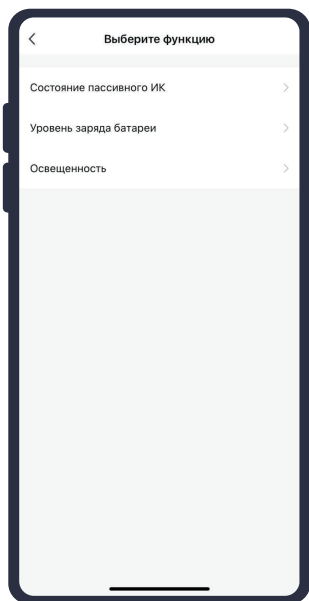 Выберите функцию
Состояние пассивного ИК
Уровень заряда батареи
Освещенность